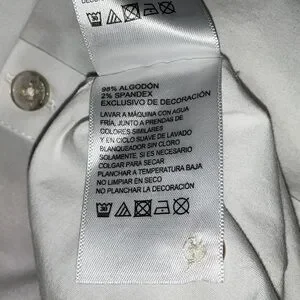 98% ALGODÓN
2% SPANDEX
EXCLUSIVO DE DECORACIÓN
LAVAR A MÁQUINA CON AGUA
FRÍA, JUNTO A PRENDAS DE
COLORES SIMILARES
Y EN CICLO SUAVE DE LAVADO
BLANQUEADOR SIN CLORO
SOLAMENTE, SI ES NECESARIO
COLGAR PARA SECAR
PLANCHAR A TEMPERATURA BAJA
NO LIMPIAR EN SECO
NO PLANCHAR LA DECORACIÓN